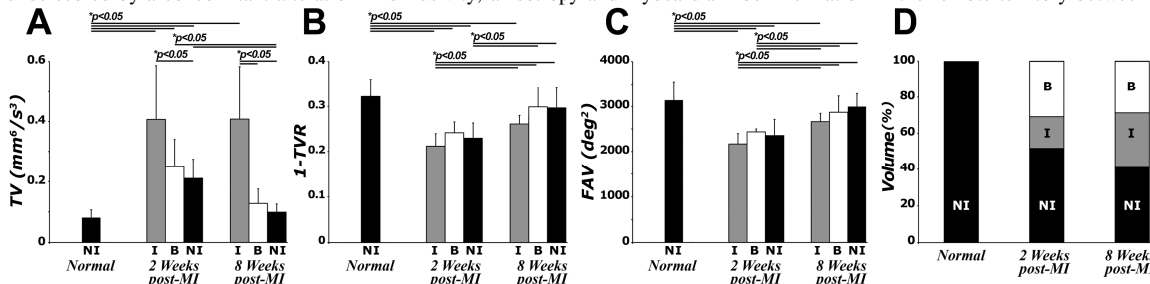 A B C D
*p<0.05 *p<0.05 *p<0.05
*p<0.05 *p<0.05 *p<0.05
*p<0.05 *p<0.05 *p<0.05 *p<0.05
TV (mm⁶/s³)
0.6
0.4
0.2
0
NI I B NI I B NI
Normal 2 Weeks post-MI 8 Weeks post-MI
1-TVR
0.4
0.3
0.2
0.1
0
NI I B NI I B NI
Normal 2 Weeks post-MI 8 Weeks post-MI
FAV (deg²)
4000
3000
2000
1000
0
NI I B NI I B NI
Normal 2 Weeks post-MI 8 Weeks post-MI
Volume(%)
100
80
60
40
20
0
B B
I I
NI NI NI
Normal 2 Weeks post-MI 8 Weeks post-M